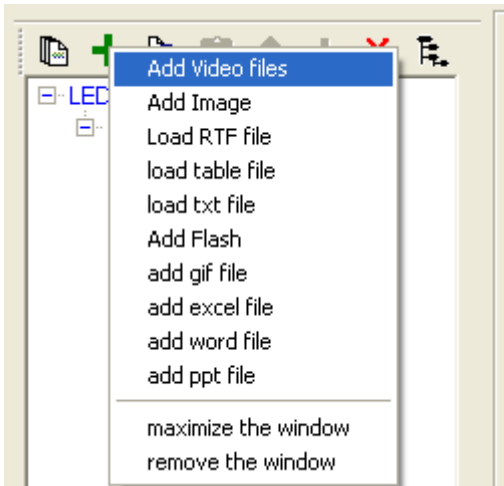 Add Video files
LED
Add Image
Load RTF file
load table file
load txt file
Add Flash
add gif file
add excel file
add word file
add ppt file
maximize the window
remove the window